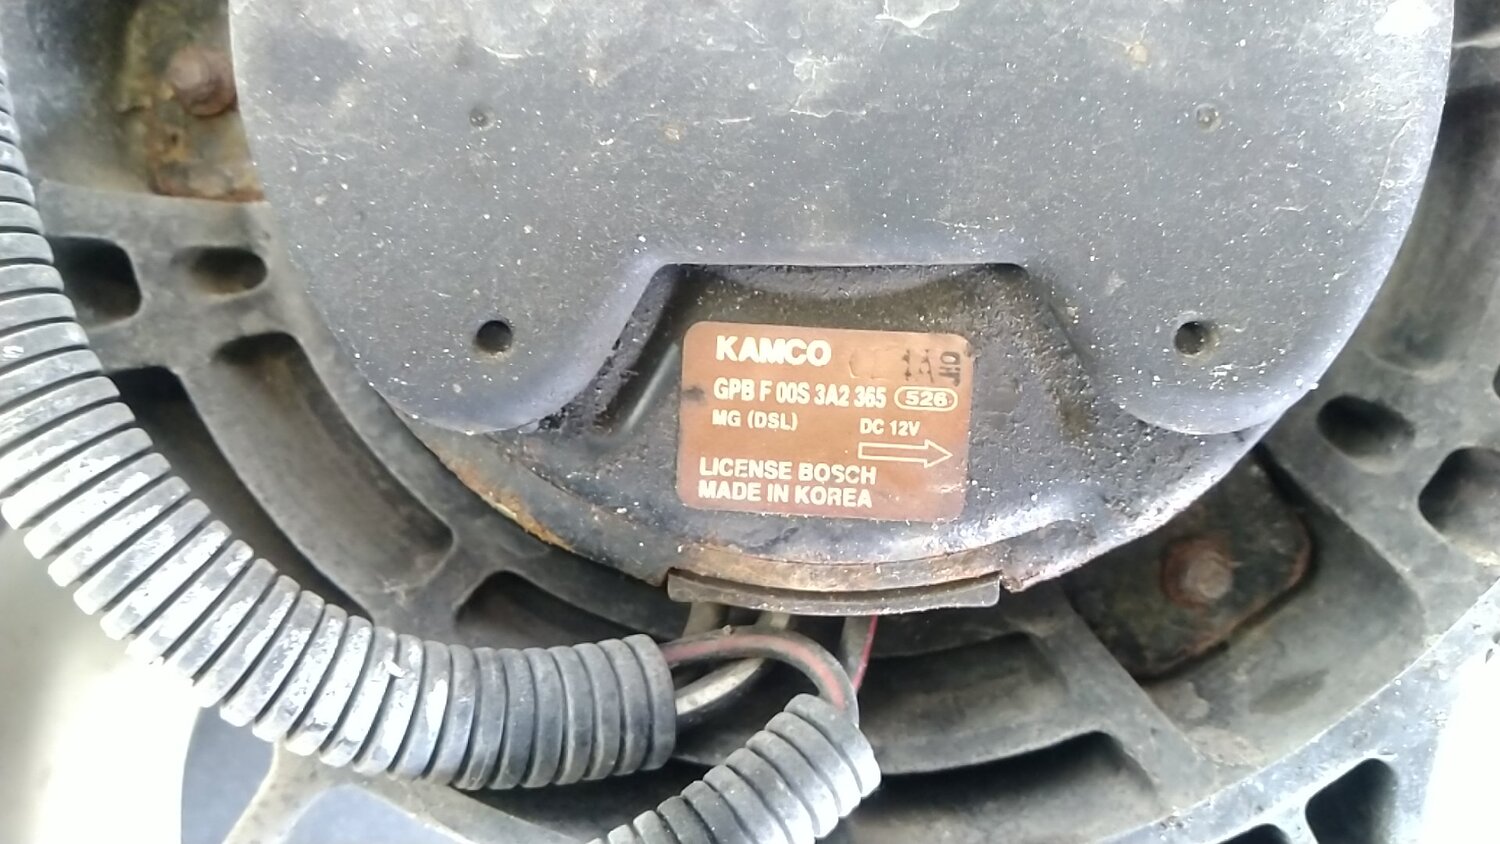 KAMCO
GPB F 00S 3A2 365 526
MG (DSL) DC 12V
LICENSE BOSCH
MADE IN KOREA